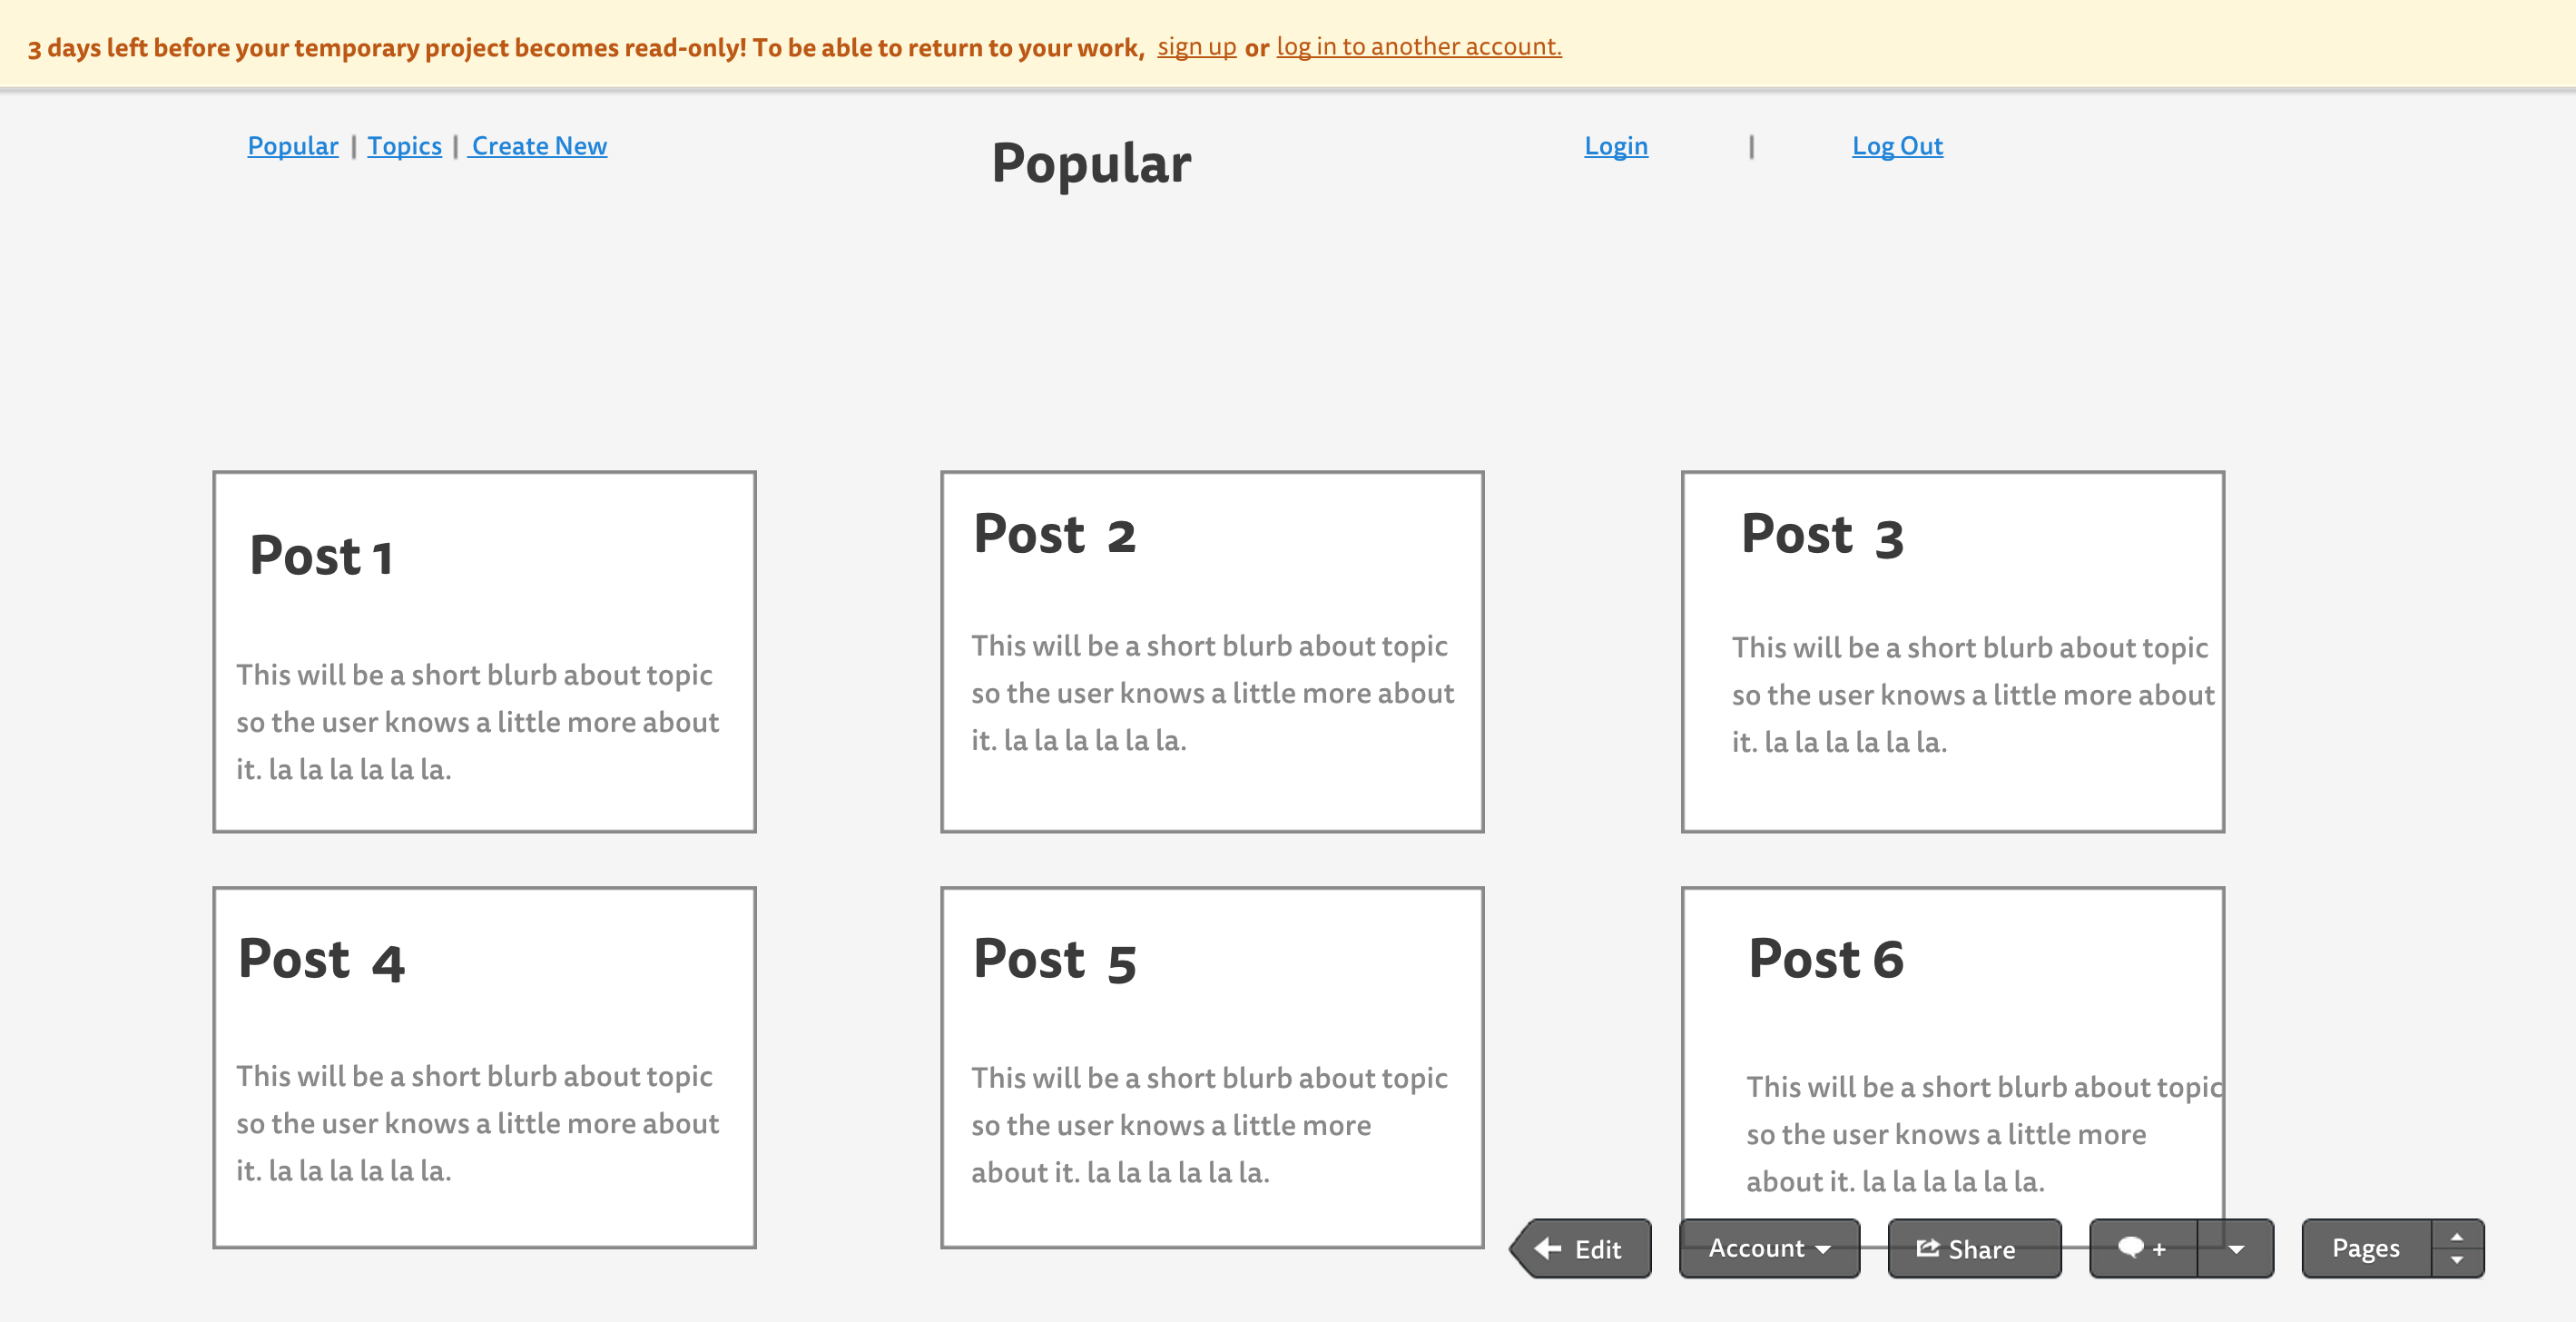 3 days left before your temporary project becomes read-only! To be able to return to your work, sign up or log in to another account.
Popular | Topics | Create New
Popular
Login | Log Out
Post 1
This will be a short blurb about topic
so the user knows a little more about
it. la la la la la la.
Post 2
This will be a short blurb about topic
so the user knows a little more about
it. la la la la la la.
Post 3
This will be a short blurb about topic
so the user knows a little more about
it. la la la la la la.
Post 4
This will be a short blurb about topic
so the user knows a little more about
it. la la la la la la.
Post 5
This will be a short blurb about topic
so the user knows a little more
about it. la la la la la la.
Post 6
This will be a short blurb about topic
so the user knows a little more
about it. la la la la la la.
Edit
Account
Share
+
Pages